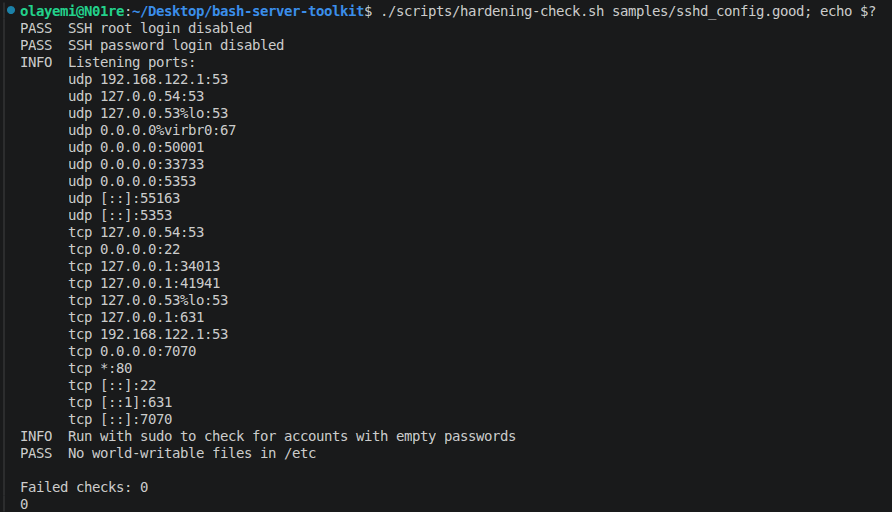 olayemi@N01re:~/Desktop/bash-server-toolkit$ ./scripts/hardening-check.sh samples/sshd_config.good; echo $?
PASS  SSH root login disabled
PASS  SSH password login disabled
INFO  Listening ports:
      udp 192.168.122.1:53
      udp 127.0.0.54:53
      udp 127.0.0.53%lo:53
      udp 0.0.0.0%virbr0:67
      udp 0.0.0.0:50001
      udp 0.0.0.0:33733
      udp 0.0.0.0:5353
      udp [::]:55163
      udp [::]:5353
      tcp 127.0.0.54:53
      tcp 0.0.0.0:22
      tcp 127.0.0.1:34013
      tcp 127.0.0.1:41941
      tcp 127.0.0.53%lo:53
      tcp 127.0.0.1:631
      tcp 192.168.122.1:53
      tcp 0.0.0.0:7070
      tcp *:80
      tcp [::]:22
      tcp [::1]:631
      tcp [::]:7070
INFO  Run with sudo to check for accounts with empty passwords
PASS  No world-writable files in /etc

Failed checks: 0
0